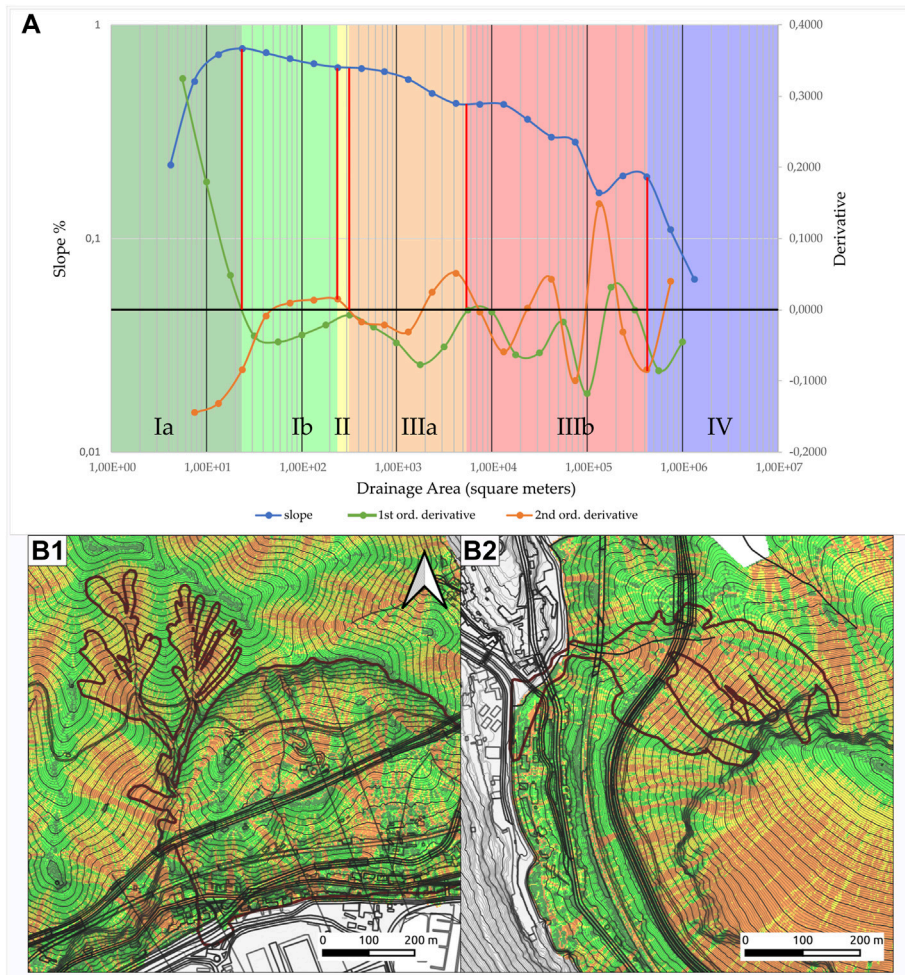 A
1
0,1
0,01
Slope %
0,4000
0,3000
0,2000
0,1000
0,0000
-0,1000
-0,2000
Derivative
Ia
Ib
II
IIIa
IIIb
IV
1,00E+00
1,00E+01
1,00E+02
1,00E+03
1,00E+04
1,00E+05
1,00E+06
1,00E+07
Drainage Area (square meters)
slope
1st ord. derivative
2nd ord. derivative
B1
0 100 200 m
B2
0 100 200 m